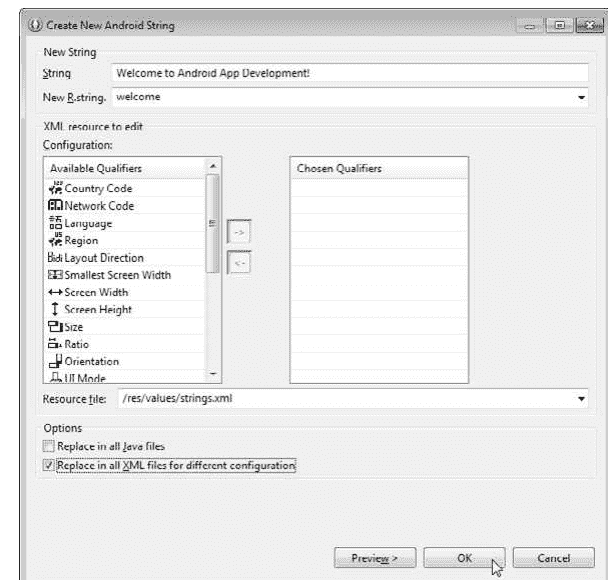 Create New Android String
New String
String Welcome to Android App Development!
New R.string. welcome
XML resource to edit
Configuration:
Available Qualifiers
Chosen Qualifiers
Country Code
Network Code
Language
Region
Layout Direction
Smallest Screen Width
Screen Width
Screen Height
Size
Ratio
Orientation
UI Mode
->
<-
Resource file: /res/values/strings.xml
Options
Replace in all Java files
Replace in all XML files for different configuration
Preview > OK Cancel